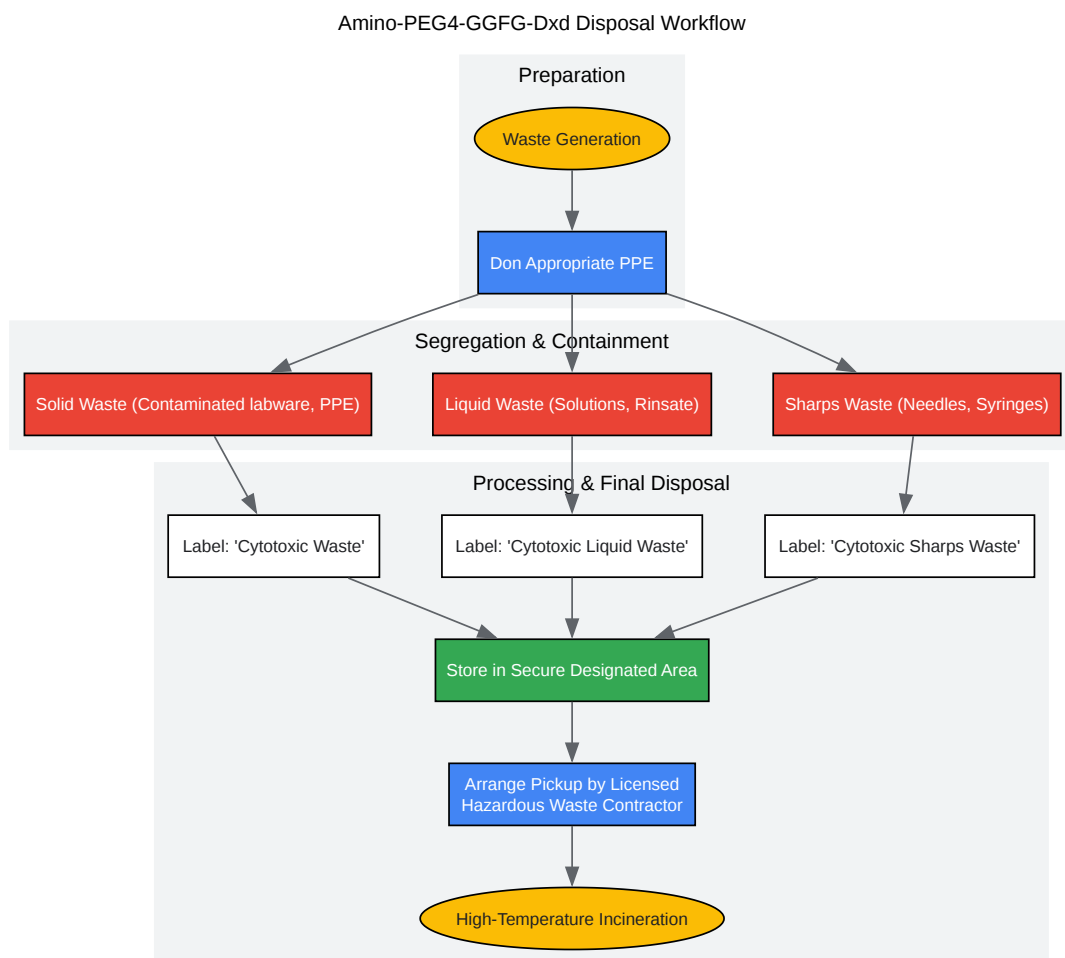 Amino-PEG4-GGFG-Dxd Disposal Workflow
Preparation
Waste Generation
Don Appropriate PPE
Segregation & Containment
Solid Waste (Contaminated labware, PPE)
Liquid Waste (Solutions, Rinsate)
Sharps Waste (Needles, Syringes)
Processing & Final Disposal
Label: 'Cytotoxic Waste'
Label: 'Cytotoxic Liquid Waste'
Label: 'Cytotoxic Sharps Waste'
Store in Secure Designated Area
Arrange Pickup by Licensed
Hazardous Waste Contractor
High-Temperature Incineration